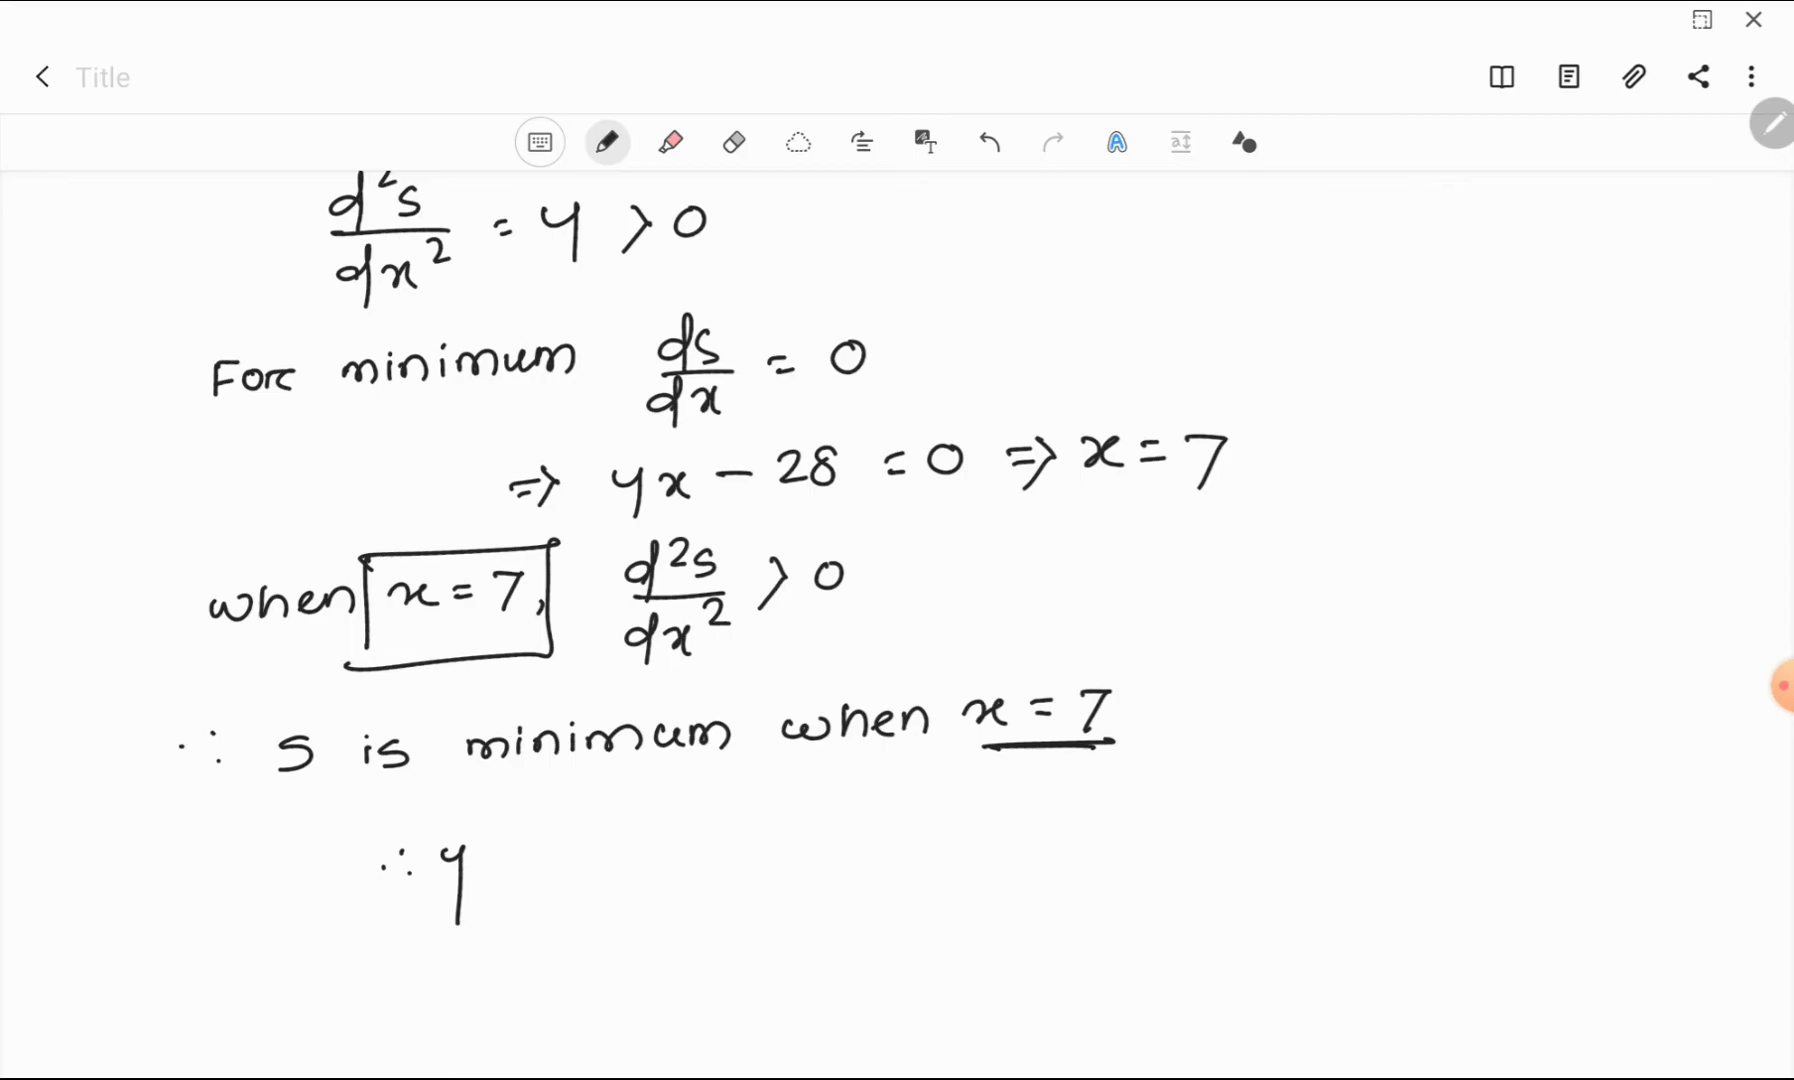 Title
d²s/dx² = 4 > 0
For minimum ds/dx = 0
⇒ 4x - 28 = 0 ⇒ x = 7
when x = 7, d²s/dx² > 0
∴ S is minimum when x = 7
∴ y